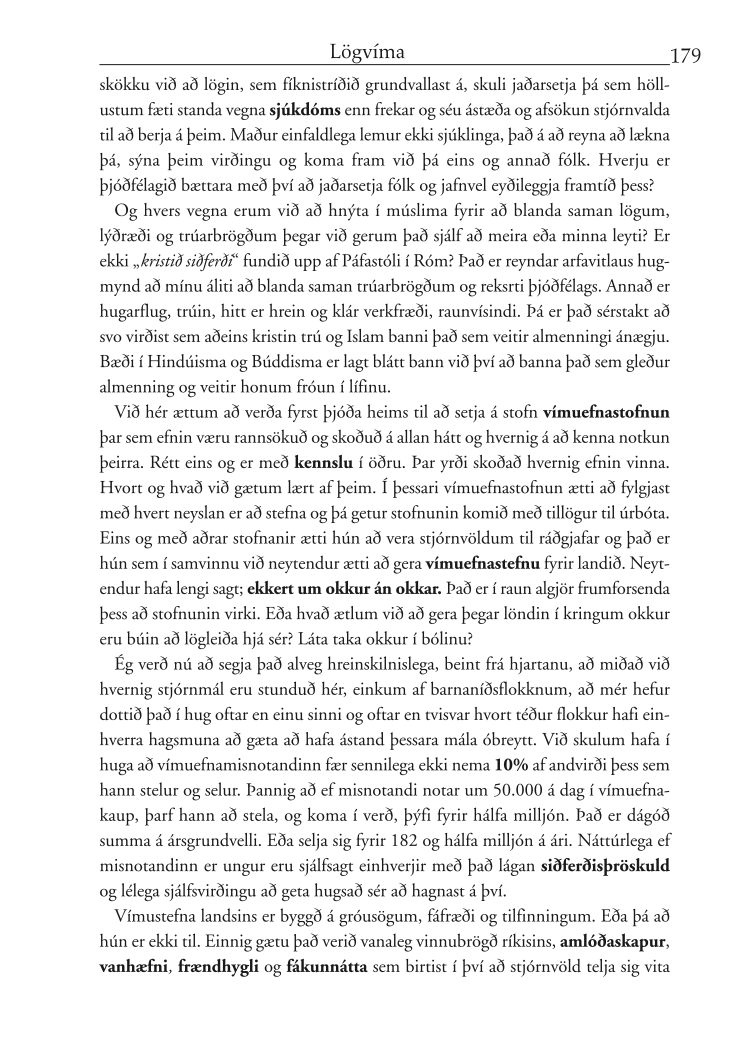 Lögvíma 179
skökku við að lögin, sem fíknistríðið grundvallast á, skuli jaðarsetja þá sem höll-
ustum fæti standa vegna sjúkdóms enn frekar og séu ástæða og afsökun stjórnvalda
til að berja á þeim. Maður einfaldlega lemur ekki sjúklinga, það á að reyna að lækna
þá, sýna þeim virðingu og koma fram við þá eins og annað fólk. Hverju er
þjóðfélagið bættara með því að jaðarsetja fólk og jafnvel eyðileggja framtíð þess?
Og hvers vegna erum við að hnýta í múslima fyrir að blanda saman lögum,
lýðræði og trúarbrögðum þegar við gerum það sjálf að meira eða minna leyti? Er
ekki „kristið siðferði“ fundið upp af Páfastóli í Róm? Það er reyndar arfavitlaus hug-
mynd að mínu áliti að blanda saman trúarbrögðum og reksrti þjóðfélags. Annað er
hugarflug, trúin, hitt er hrein og klár verkfræði, raunvísindi. Þá er það sérstakt að
svo virðist sem aðeins kristin trú og Islam banni það sem veitir almenningi ánægju.
Bæði í Hindúisma og Búddisma er lagt blátt bann við því að banna það sem gleður
almenning og veitir honum fróun í lífinu.
Við hér ættum að verða fyrst þjóða heims til að setja á stofn vímuefnastofnun
þar sem efnin væru rannsökuð og skoðuð á allan hátt og hvernig á að kenna notkun
þeirra. Rétt eins og er með kennslu í öðru. Þar yrði skoðað hvernig efnin vinna.
Hvort og hvað við gætum lært af þeim. Í þessari vímuefnastofnun ætti að fylgjast
með hvert neyslan er að stefna og þá getur stofnunin komið með tillögur til úrbóta.
Eins og með aðrar stofnanir ætti hún að vera stjórnvöldum til ráðgjafar og það er
hún sem í samvinnu við neytendur ætti að gera vímuefnastefnu fyrir landið. Neyt-
endur hafa lengi sagt; ekkert um okkur án okkar. Það er í raun algjör frumforsenda
þess að stofnunin virki. Eða hvað ætlum við að gera þegar löndin í kringum okkur
eru búin að lögleiða hjá sér? Láta taka okkur í bólinu?
Ég verð nú að segja það alveg hreinskilnislega, beint frá hjartanu, að miðað við
hvernig stjórnmál eru stunduð hér, einkum af barnaníðsflokknum, að mér hefur
dottið það í hug oftar en einu sinni og oftar en tvisvar hvort téður flokkur hafi ein-
hverra hagsmuna að gæta að hafa ástand þessara mála óbreytt. Við skulum hafa í
huga að vímuefnamisnotandinn fær sennilega ekki nema 10% af andvirði þess sem
hann stelur og selur. Þannig að ef misnotandi notar um 50.000 á dag í vímuefna-
kaup, þarf hann að stela, og koma í verð, þýfi fyrir hálfa milljón. Það er dágóð
summa á ársgrundvelli. Eða selja sig fyrir 182 og hálfa milljón á ári. Náttúrlega ef
misnotandinn er ungur eru sjálfsagt einhverjir með það lágan siðferðisþröskuld
og lélega sjálfsvirðingu að geta hugsað sér að hagnast á því.
Vímustefna landsins er byggð á gróusögum, fáfræði og tilfinningum. Eða þá að
hún er ekki til. Einnig gætu það verið vanaleg vinnubrögð ríkisins, amlóðaskapur,
vanhæfni, frændhygli og fákunnátta sem birtist í því að stjórnvöld telja sig vita